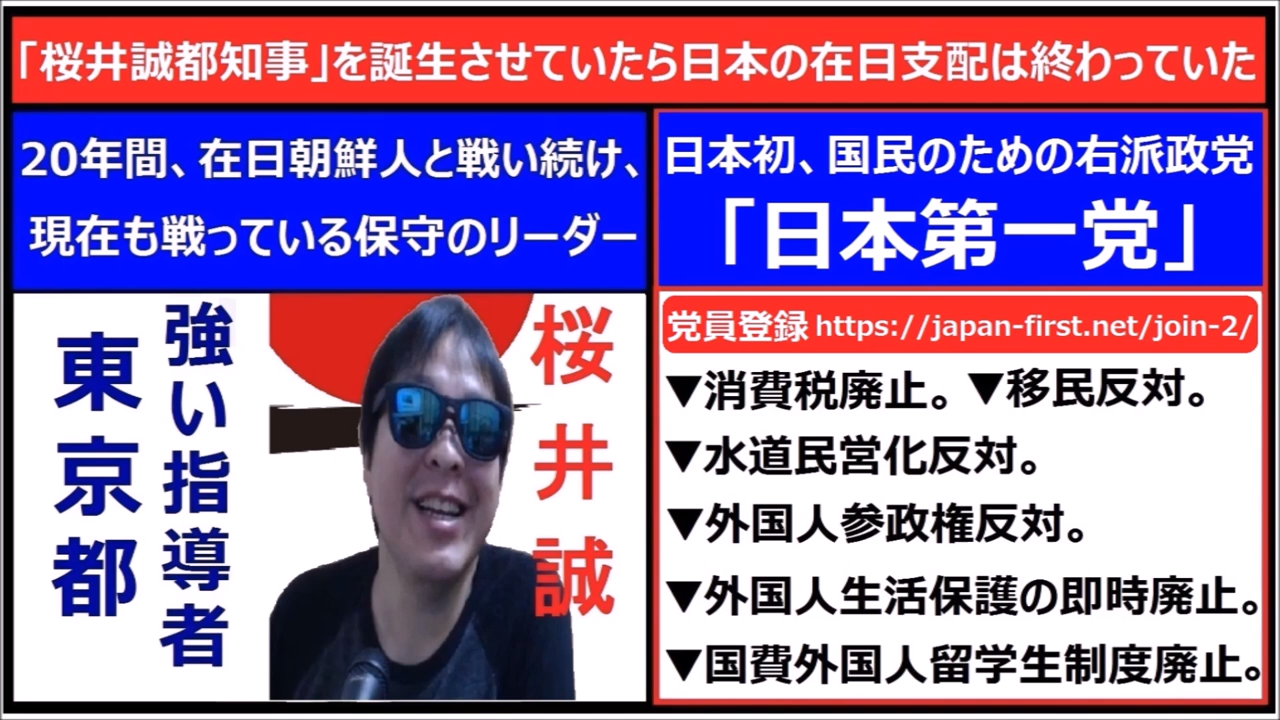 「桜井誠都知事」を誕生させていたら日本の在日支配は終わっていた
20年間、在日朝鮮人と戦い続け、
現在も戦っている保守のリーダー
日本初、国民のための右派政党
「日本第一党」
東京都
強い指導者
桜井誠
党員登録 https://japan-first.net/join-2/
▼消費税廃止。▼移民反対。
▼水道民営化反対。
▼外国人参政権反対。
▼外国人生活保護の即時廃止。
▼国費外国人留学生制度廃止。